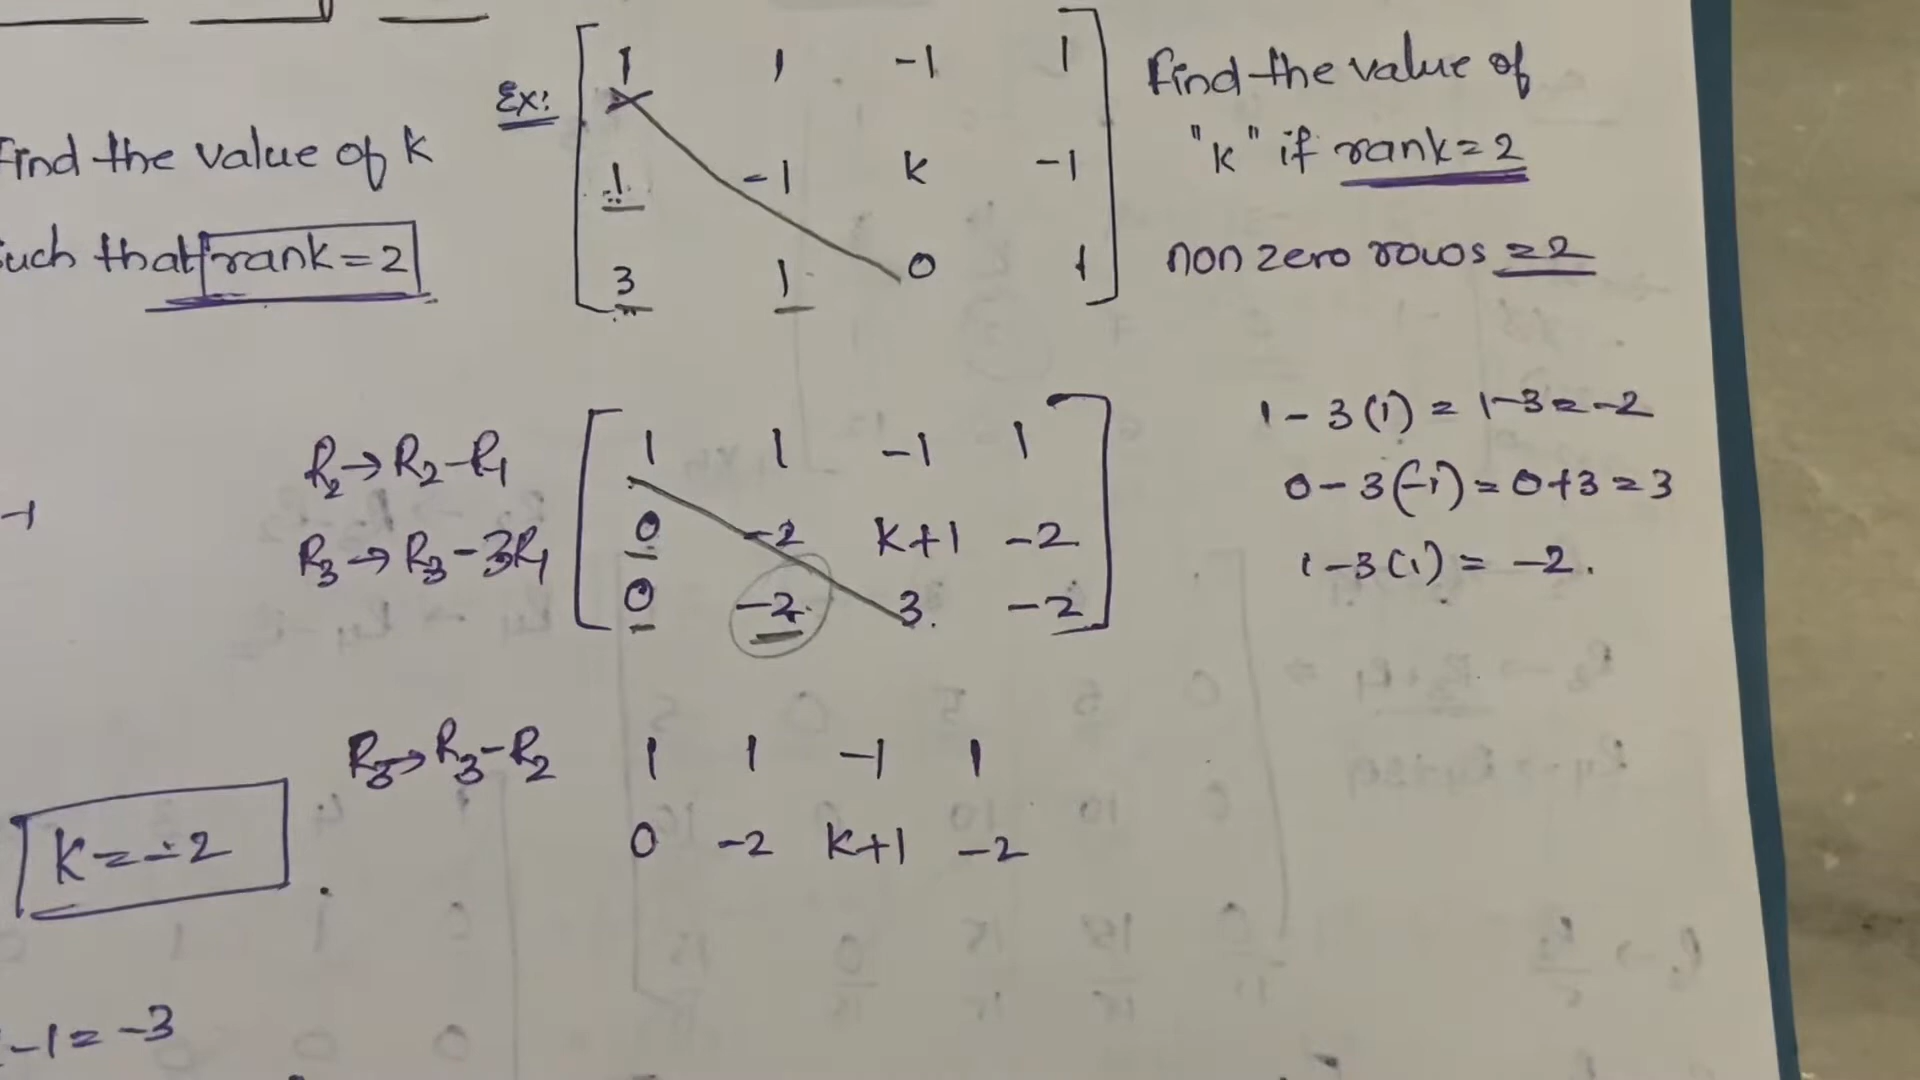 find the value of k
such that rank = 2
-1
K = -2
-1 = -3
Ex: 1 1 -1 1
1 -1 k -1
3 1 0 1
find the value of
"k" if rank = 2
non zero rows = 2
R2→R2-R1
R3→R3-3R1
1 1 -1 1
0 -2 k+1 -2
0 -2 3 -2
1-3(1) = 1-3 = -2
0-3(-1) = 0+3 = 3
1-3(1) = -2.
R3→R3-R2 1 1 -1 1
0 -2 k+1 -2